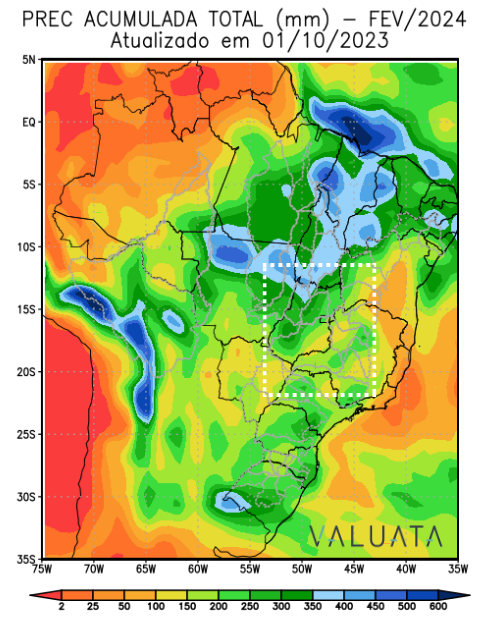 PREC ACUMULADA TOTAL (mm) – FEV/2024
Atualizado em 01/10/2023
5N
EQ
5S
10S
15S
20S
25S
30S
35S
VALUATA
75W 70W 65W 60W 55W 50W 45W 40W 35W
2 25 50 100 150 200 250 300 350 400 450 500 600